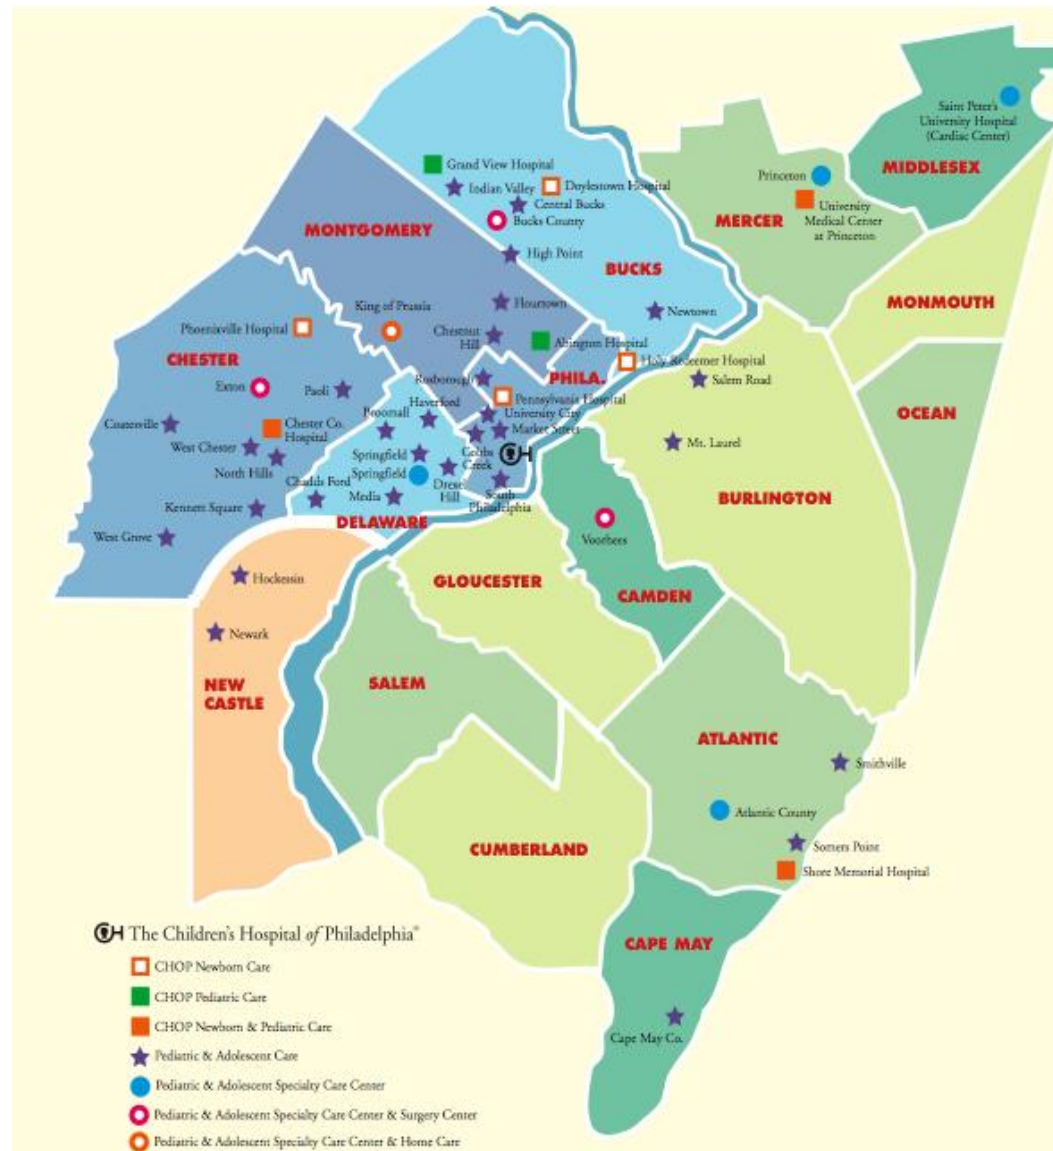 Saint Peter's
University Hospital
(Cardiac Center)
MIDDLESEX
Grand View Hospital
Princeton
Indian Valley
Doylestown Hospital
Central Bucks
University
Medical Center
at Princeton
MERCER
Bucks County
MONTGOMERY
High Point
BUCKS
MONMOUTH
King of Prussia
Newtown
Phoenixville Hospital
Chestnut
Hill
Abington Hospital
CHESTER
Holy Redeemer Hospital
Roxborough
PHILA.
Salem Road
Exton
Paoli
Haverford
Pennsylvania Hospital
OCEAN
Broomall
University City
Coatesville
Chester Co.
Hospital
Market Street
West Chester
Mt. Laurel
North Hills
Springfield
Cobbs
Creek
Springfield
Drexel
Hill
Chadds Ford
Media
South
Philadelphia
BURLINGTON
Kennett Square
DELAWARE
West Grove
Voorhees
Hockessin
GLOUCESTER
CAMDEN
Newark
NEW
CASTLE
SALEM
ATLANTIC
Smithville
Atlantic County
CUMBERLAND
Somers Point
Shore Memorial Hospital
CH The Children's Hospital of Philadelphia®
CAPE MAY
CHOP Newborn Care
CHOP Pediatric Care
CHOP Newborn & Pediatric Care
Cape May Co.
Pediatric & Adolescent Care
Pediatric & Adolescent Specialty Care Center
Pediatric & Adolescent Specialty Care Center & Surgery Center
Pediatric & Adolescent Specialty Care Center & Home Care